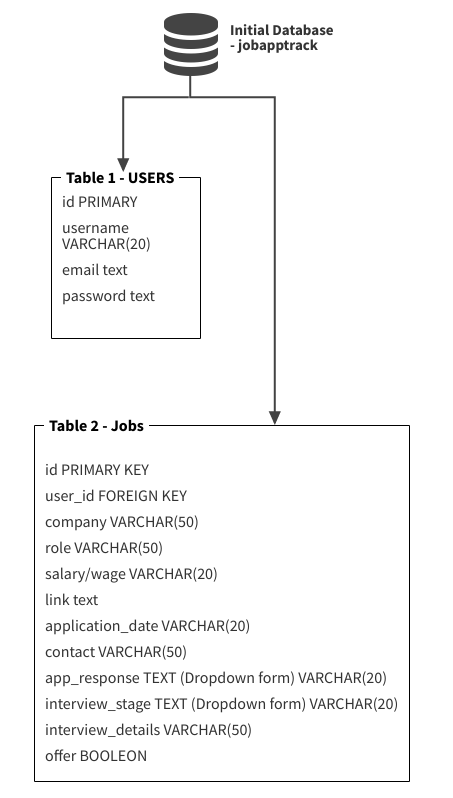 Initial Database
- jobapptrack
Table 1 - USERS
id PRIMARY
username
VARCHAR(20)
email text
password text
Table 2 - Jobs
id PRIMARY KEY
user_id FOREIGN KEY
company VARCHAR(50)
role VARCHAR(50)
salary/wage VARCHAR(20)
link text
application_date VARCHAR(20)
contact VARCHAR(50)
app_response TEXT (Dropdown form) VARCHAR(20)
interview_stage TEXT (Dropdown form) VARCHAR(20)
interview_details VARCHAR(50)
offer BOOLEON